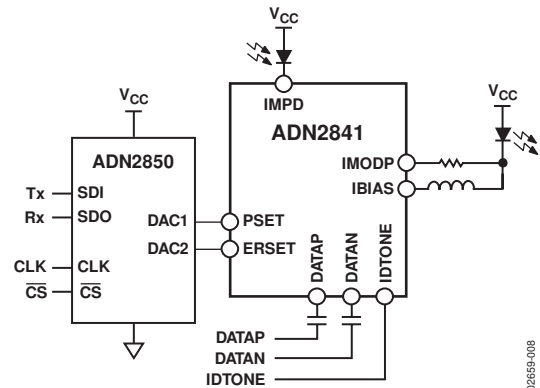 VCC
IMPD
ADN2841
VCC
ADN2850
Tx SDI
Rx SDO
CLK CLK
CS CS
DAC1 PSET
DAC2 ERSET
VCC
IMODP
IBIAS
DATAP
DATAN
IDTONE
DATAP
DATAN
IDTONE
02659-008